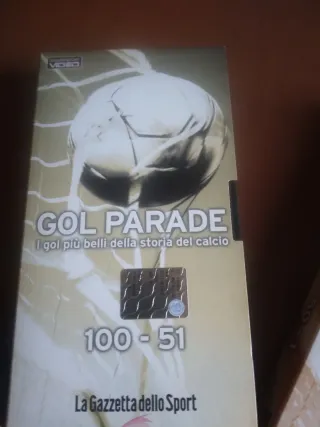 VIDEO
GOL PARADE
I gol più belli della storia del calcio
100 - 51
La Gazzetta dello Sport